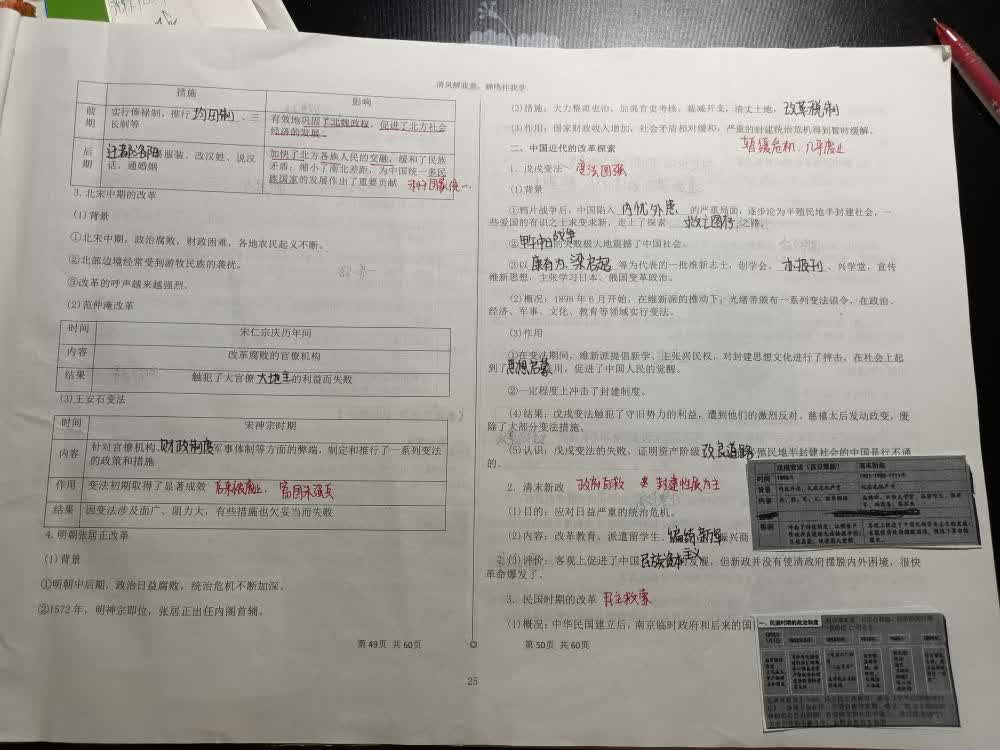 清风解我意，蝉鸣伴我学。
措施 影响
前期 实行俸禄制，推行均田制、三长制等 有效地巩固了北魏政权，促进了北方社会经济的发展。
后期 迁都洛阳 服装、改汉姓、说汉话、通婚姻 加快了北方各族人民的交融，缓和了民族矛盾；缩小了南北差距，为中国统一多民族国家的发展作出了重要贡献
3.北宋中期的改革
(1)背景
①北宋中期，政治腐败，财政困难，各地农民起义不断。
②北部边境经常受到游牧民族的袭扰。
③改革的呼声越来越强烈。
(2)范仲淹改革
时间 宋仁宗庆历年间
内容 改革腐败的官僚机构
结果 触犯了大官僚大地主的利益而失败
(3)王安石变法
时间 宋神宗时期
内容 针对官僚机构、财政制度军事体制等方面的弊端，制定和推行了一系列变法的政策和措施
作用 变法初期取得了显著成效 富国未强兵
结果 因变法涉及面广、阻力大，有些措施也欠妥当而失败
4.明朝张居正改革
(1)背景
①明朝中后期，政治日益腐败，统治危机不断加深。
②1572年，明神宗即位，张居正出任内阁首辅。
第49页 共60页
(2)措施：大力整肃吏治，加强官吏考核，裁减开支，清丈土地，改革税制
(3)作用：国家财政收入增加，社会矛盾相对缓和，严重的封建统治危机得到暂时缓解。
二、中国近代的改革探索
1.戊戌变法 变法图强
(1)背景
①鸦片战争后，中国陷入内忧外患的严重局面，逐步沦为半殖民地半封建社会，一
些爱国的有识之士求变求新，走上了探索救亡图存之路。
②甲午中日战争的失败极大地震撼了中国社会。
③以康有为、梁启超等为代表的一批维新志士，创学会、办报刊、兴学堂，宣传
维新思想，主张学习日本、俄国变革政治。
(2)概况：1898年6月开始，在维新派的推动下，光绪帝颁布一系列变法诏令，在政治、
经济、军事、文化、教育等领域实行变法。
(3)作用
①在变法期间，维新派提倡新学、主张兴民权，对封建思想文化进行了抨击，在社会上起
到了思想启蒙作用，促进了中国人民的觉醒。
②一定程度上冲击了封建制度。
(4)结果：戊戌变法触犯了守旧势力的利益，遭到他们的激烈反对。慈禧太后发动政变，废
除了大部分变法措施。
(5)认识：戊戌变法的失败，证明资产阶级改良道路 殖民地半封建社会的中国是行不通
的。
2.清末新政 政府自救 封建性质为主
(1)目的：应对日益严重的统治危机。
(2)内容：改革教育、派遣留学生、编练新军 振兴商
(3)评价：客观上促进了中国民族资本主义的发展，但新政并没有使清政府摆脱内外困境，很快
革命爆发了。
3.民国时期的改革 民主探索
(1)概况：中华民国建立后，南京临时政府和后来的国
戊戌变法（百日维新） 清末新政
时间
背景
内容
影响
一、民国时期的政治制度
第50页 共60页
25